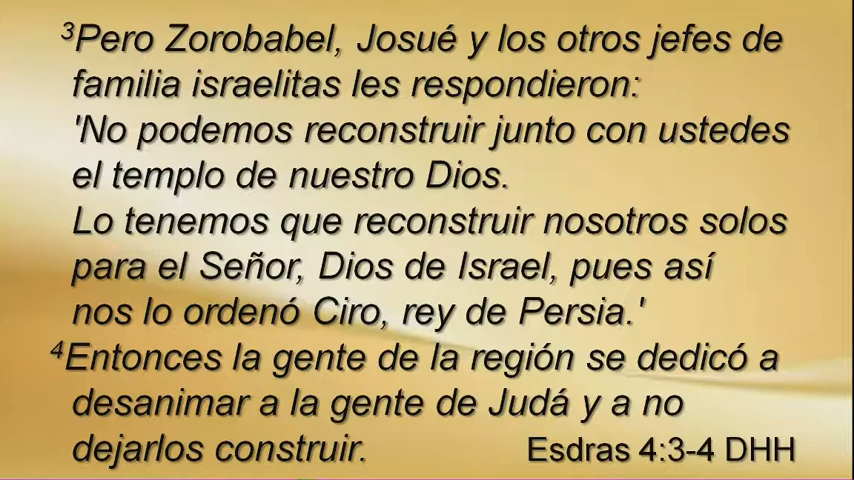 ³Pero Zorobabel, Josué y los otros jefes de
familia israelitas les respondieron:
'No podemos reconstruir junto con ustedes
el templo de nuestro Dios.
Lo tenemos que reconstruir nosotros solos
para el Señor, Dios de Israel, pues así
nos lo ordenó Ciro, rey de Persia.'
⁴Entonces la gente de la región se dedicó a
desanimar a la gente de Judá y a no
dejarlos construir. Esdras 4:3-4 DHH